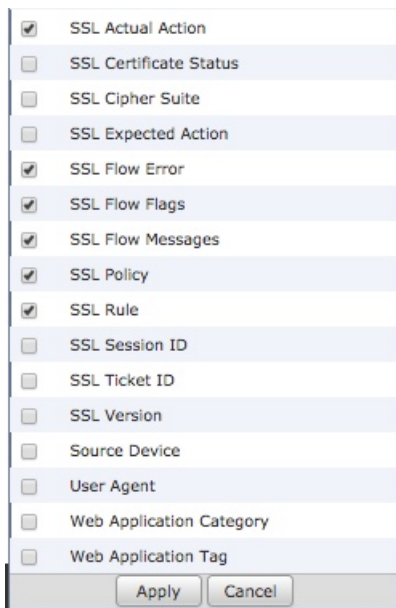 SSL Actual Action
SSL Certificate Status
SSL Cipher Suite
SSL Expected Action
SSL Flow Error
SSL Flow Flags
SSL Flow Messages
SSL Policy
SSL Rule
SSL Session ID
SSL Ticket ID
SSL Version
Source Device
User Agent
Web Application Category
Web Application Tag
Apply Cancel